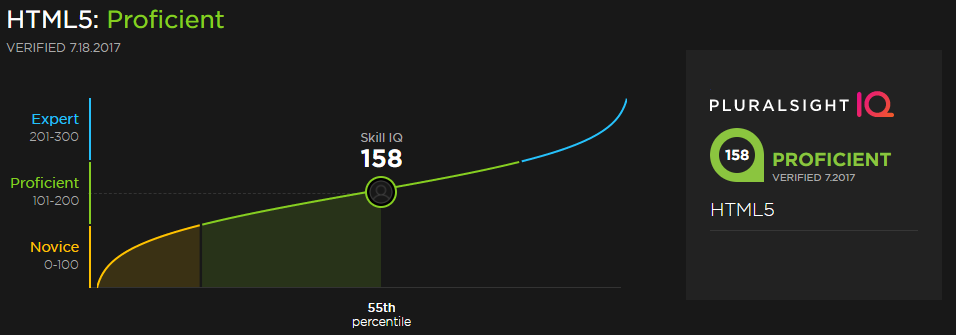 HTML5: Proficient
VERIFIED 7.18.2017
Expert
201-300
Proficient
101-200
Novice
0-100
Skill IQ
158
55th
percentile
PLURALSIGHT IQ
158
PROFICIENT
VERIFIED 7.2017
HTML5